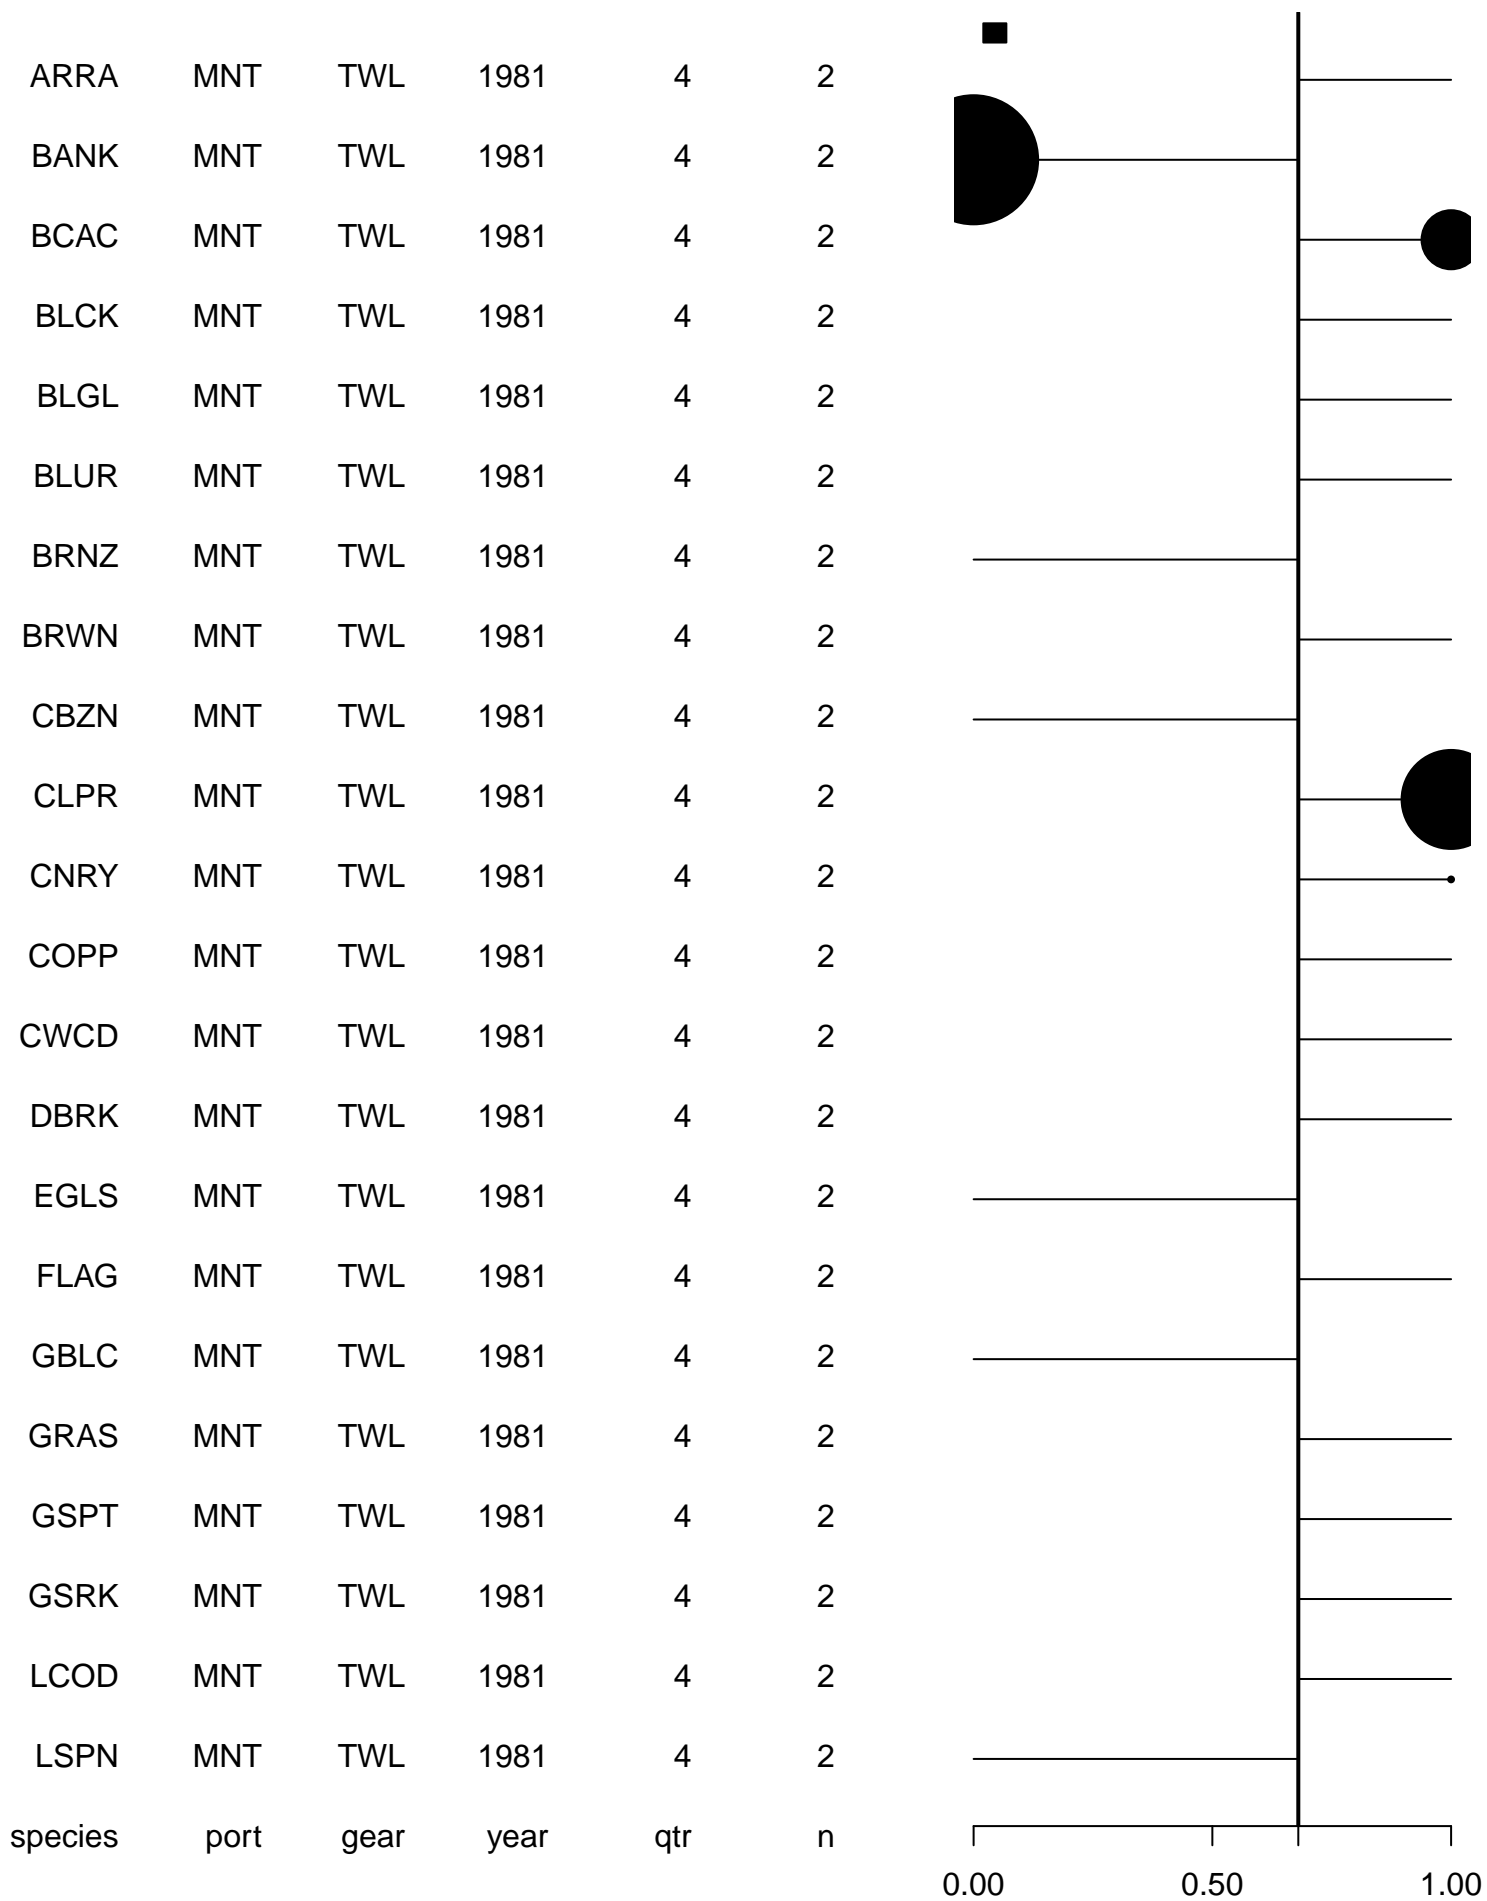 ARRA MNT TWL 1981 4 2
BANK MNT TWL 1981 4 2
BCAC MNT TWL 1981 4 2
BLCK MNT TWL 1981 4 2
BLGL MNT TWL 1981 4 2
BLUR MNT TWL 1981 4 2
BRNZ MNT TWL 1981 4 2
BRWN MNT TWL 1981 4 2
CBZN MNT TWL 1981 4 2
CLPR MNT TWL 1981 4 2
CNRY MNT TWL 1981 4 2
COPP MNT TWL 1981 4 2
CWCD MNT TWL 1981 4 2
DBRK MNT TWL 1981 4 2
EGLS MNT TWL 1981 4 2
FLAG MNT TWL 1981 4 2
GBLC MNT TWL 1981 4 2
GRAS MNT TWL 1981 4 2
GSPT MNT TWL 1981 4 2
GSRK MNT TWL 1981 4 2
LCOD MNT TWL 1981 4 2
LSPN MNT TWL 1981 4 2
species port gear year qtr n
0.00 0.50 1.00